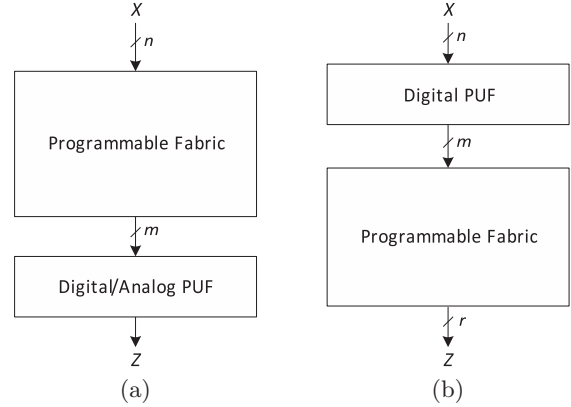 X
n
Programmable Fabric
m
Digital/Analog PUF
Z
(a)
X
n
Digital PUF
m
Programmable Fabric
r
Z
(b)